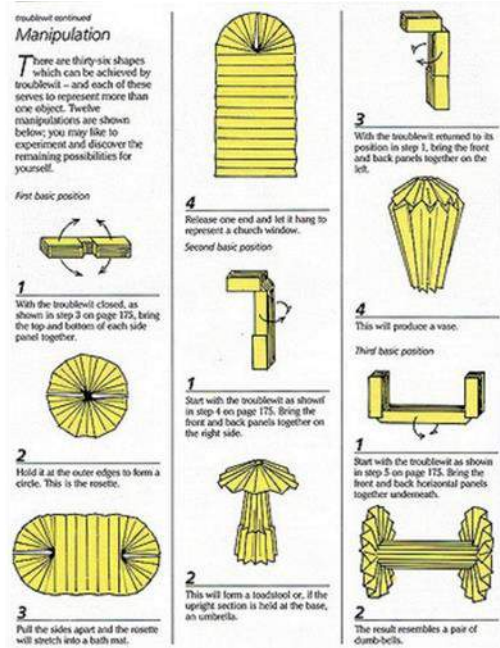 troublewit continued
Manipulation
There are thirty-six shapes
which can be achieved by
troublewit – and each of these
serves to represent more than
one object. Twelve
manipulations are shown
below; you may like to
experiment and discover the
remaining possibilities for
yourself.
First basic position
1
With the troublewit closed, as
shown in step 3 on page 175, bring
the top and bottom of each side
panel together.
2
Hold it at the outer edges to form a
circle. This is the rosette.
3
Pull the sides apart and the rosette
will stretch into a bath mat.
4
Release one end and let it hang to
represent a church window.
Second basic position
1
Start with the troublewit as shown
in step 4 on page 175. Bring the
front and back panels together on
the right side.
2
This will form a toadstool or, if the
upright section is held at the base,
an umbrella.
3
With the troublewit returned to its
position in step 1, bring the front
and back panels together on the
left.
4
This will produce a vase.
Third basic position
1
Start with the troublewit as shown
in step 5 on page 175. Bring the
front and back horizontal panels
together underneath.
2
The result resembles a pair of
dumb-bells.